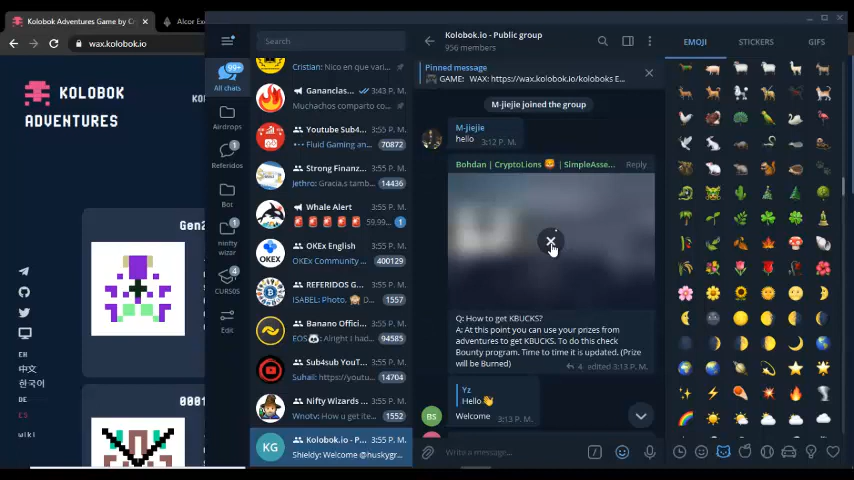 Kolobok Adventures Game by Cr
Alcor Ex
wax.kolobok.io
KOLOBOK
ADVENTURES
KO
Gen2
0001
EN
中文
한국어
DE
ES
wiki
99+
All chats
Airdrops
1
Referidos
Bot
1
ninfty
wizer
4
CURSOS
Edit
Search
Cristian: Nico en que vari...
Ganancias... 3:43 P. M.
Muchachos comparto co...
Youtube Sub4... 3:55 P. M.
Fluid Gaming an... 70872
Strong Finanz... 3:55 P. M.
Jethro: Gracia,s tamb... 14436
Whale Alert 3:55 P. M.
59.99... 1
OKEx English 3:55 P. M.
OKEx Community ... 400129
REFERIDOS G... 3:55 P. M.
ISABEL: Photo, ... 1557
Banano Offici... 3:55 P. M.
EOS: Alright I had... 94585
Sub4sub YouT... 3:55 P. M.
Suhail: https://youtu... 14704
Nifty Wizards ... 3:55 P. M.
Wnotv: How u get ite... 1552
Kolobok.io - P... 3:55 P. M.
Shieldy: Welcome @huskygr...
Kolobok.io - Public group
956 members
Pinned message
GAME: WAX: https://wax.kolobok.io/koloboks E...
M-jiejie joined the group
M-jiejie
hello 3:12 P. M.
Bohdan | CryptoLions | SimpleAsse... Reply
Q: How to get KBUCKS?
A: At this point you can use your prizes from
adventures to get KBUCKS. To do this check
Bounty program. Time to time it is updated. (Prize
will be Burned)
4 edited 3:13 P. M.
Yz
Hello
Welcome 3:13 P. M.
BS
KG
OKEX
Write a message...
EMOJI STICKERS GIFS